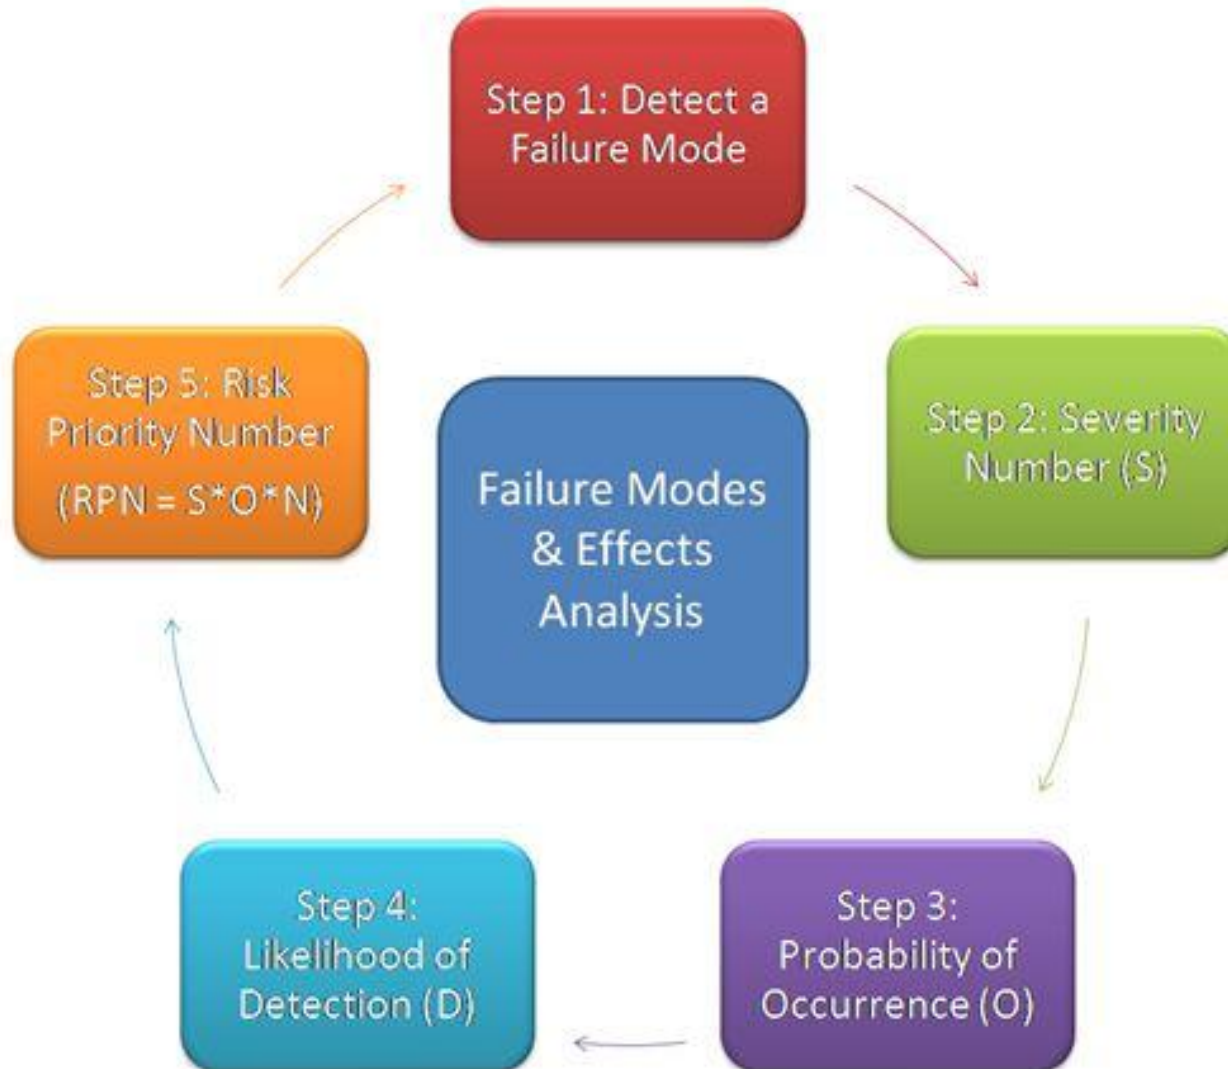 Step 1: Detect a
Failure Mode
Step 2: Severity
Number (S)
Step 3:
Probability of
Occurrence (O)
Step 4:
Likelihood of
Detection (D)
Step 5: Risk
Priority Number
(RPN = S*O*N)
Failure Modes
& Effects
Analysis